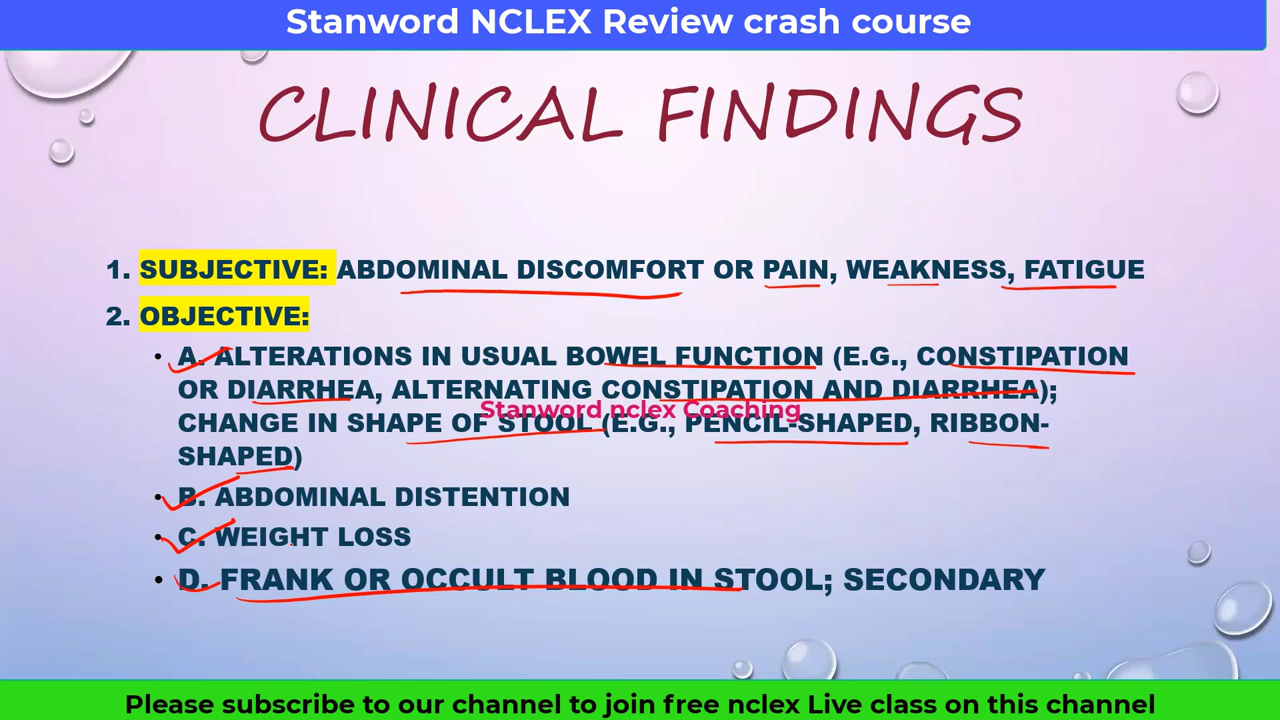 Stanword NCLEX Review crash course
CLINICAL FINDINGS
1. SUBJECTIVE: ABDOMINAL DISCOMFORT OR PAIN, WEAKNESS, FATIGUE
2. OBJECTIVE:
• A. ALTERATIONS IN USUAL BOWEL FUNCTION (E.G., CONSTIPATION
OR DIARRHEA, ALTERNATING CONSTIPATION AND DIARRHEA);
Stanword nclex Coaching
CHANGE IN SHAPE OF STOOL (E.G., PENCIL-SHAPED, RIBBON-
SHAPED)
• B. ABDOMINAL DISTENTION
• C. WEIGHT LOSS
• D. FRANK OR OCCULT BLOOD IN STOOL; SECONDARY
Please subscribe to our channel to join free nclex Live class on this channel